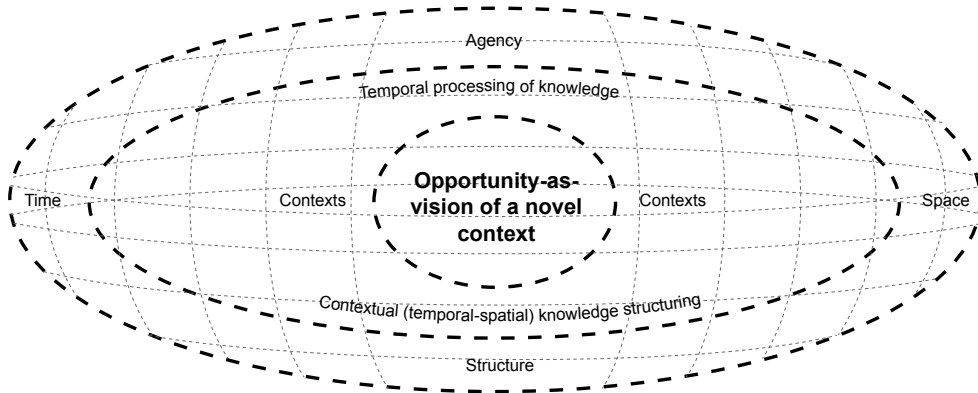 Agency
Temporal processing of knowledge
Time
Contexts
Opportunity-as-
vision of a novel
context
Contexts
Space
Contextual (temporal-spatial) knowledge structuring
Structure